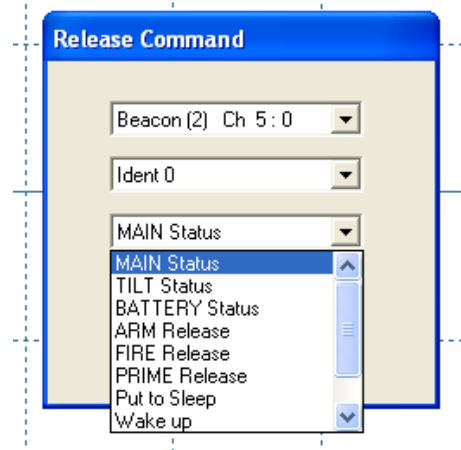 Release Command
Beacon (2) Ch 5 : 0
Ident 0
MAIN Status
MAIN Status
TILT Status
BATTERY Status
ARM Release
FIRE Release
PRIME Release
Put to Sleep
Wake up